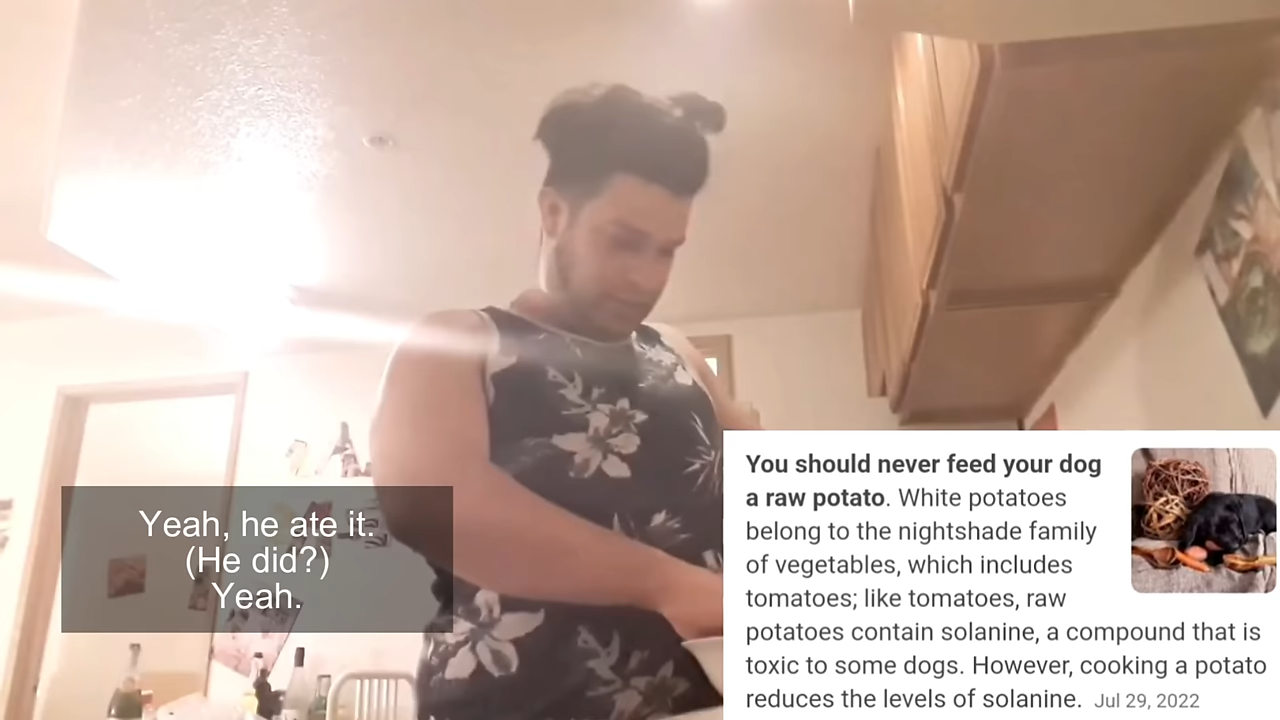 Yeah, he ate it.
(He did?)
Yeah.
You should never feed your dog
a raw potato. White potatoes
belong to the nightshade family
of vegetables, which includes
tomatoes; like tomatoes, raw
potatoes contain solanine, a compound that is
toxic to some dogs. However, cooking a potato
reduces the levels of solanine. Jul 29, 2022